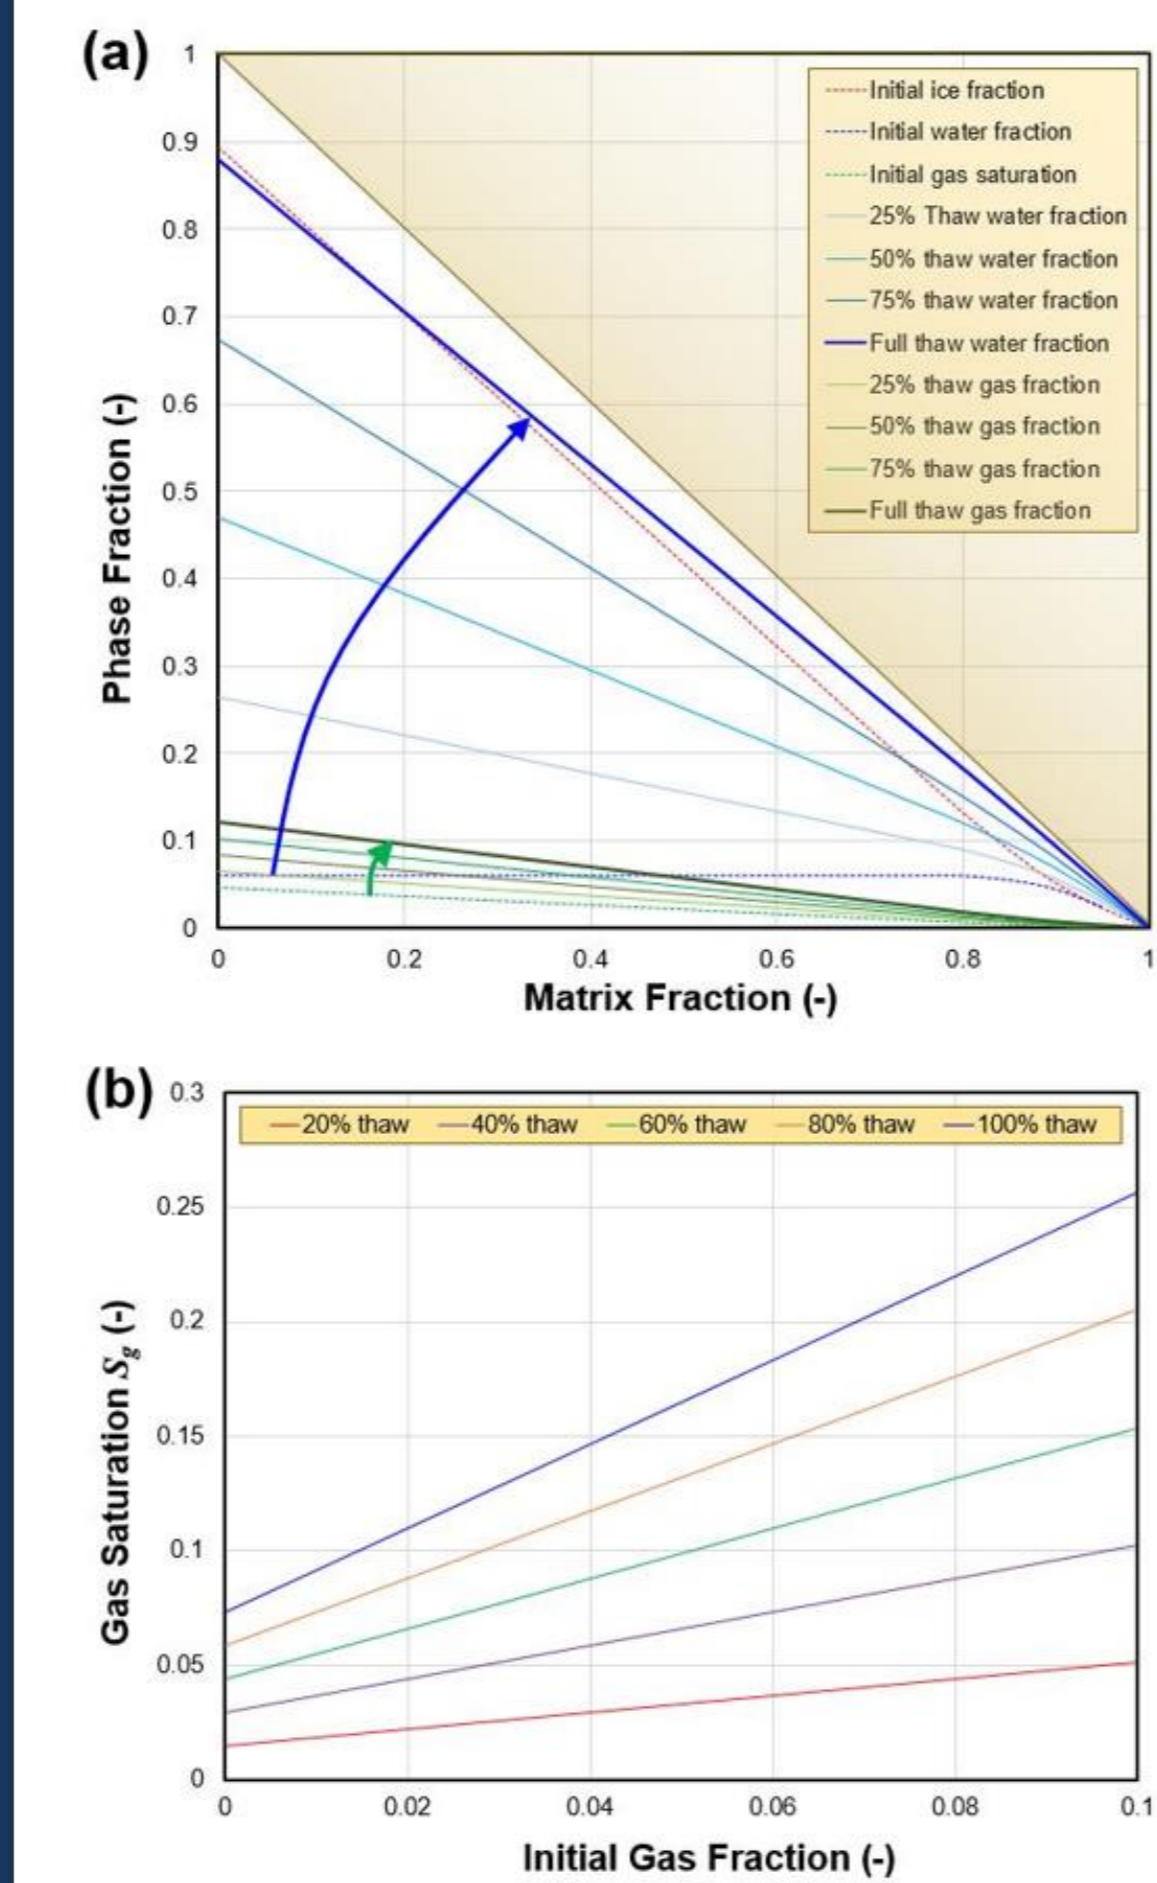 (a)
1
0.9
0.8
0.7
0.6
0.5
0.4
0.3
0.2
0.1
0
Phase Fraction (-)
Initial ice fraction
Initial water fraction
Initial gas saturation
25% Thaw water fraction
50% thaw water fraction
75% thaw water fraction
Full thaw water fraction
25% thaw gas fraction
50% thaw gas fraction
75% thaw gas fraction
Full thaw gas fraction
0 0.2 0.4 0.6 0.8 1
Matrix Fraction (-)
(b)
0.3
0.25
0.2
0.15
0.1
0.05
0
Gas Saturation Sg (-)
20% thaw 40% thaw 60% thaw 80% thaw 100% thaw
0 0.02 0.04 0.06 0.08 0.1
Initial Gas Fraction (-)